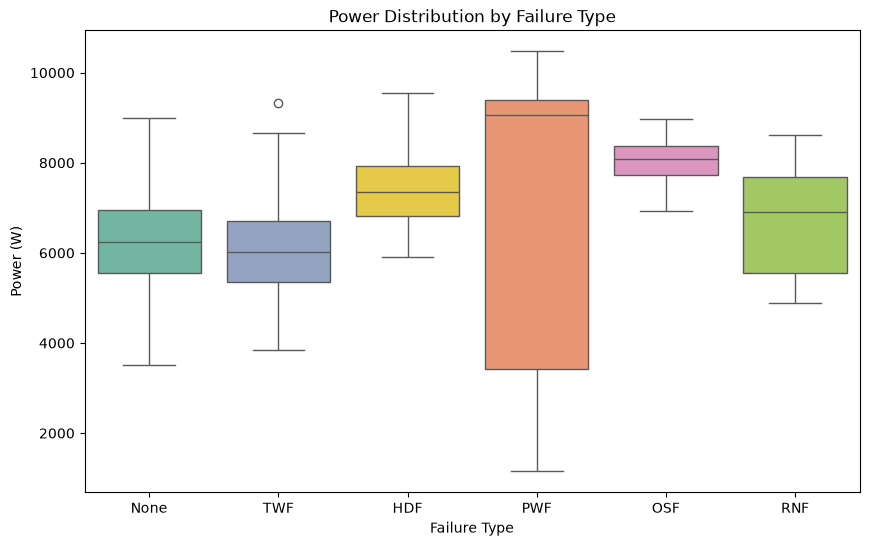 Power Distribution by Failure Type
10000
8000
6000
4000
2000
Power (W)
None TWF HDF PWF OSF RNF
Failure Type